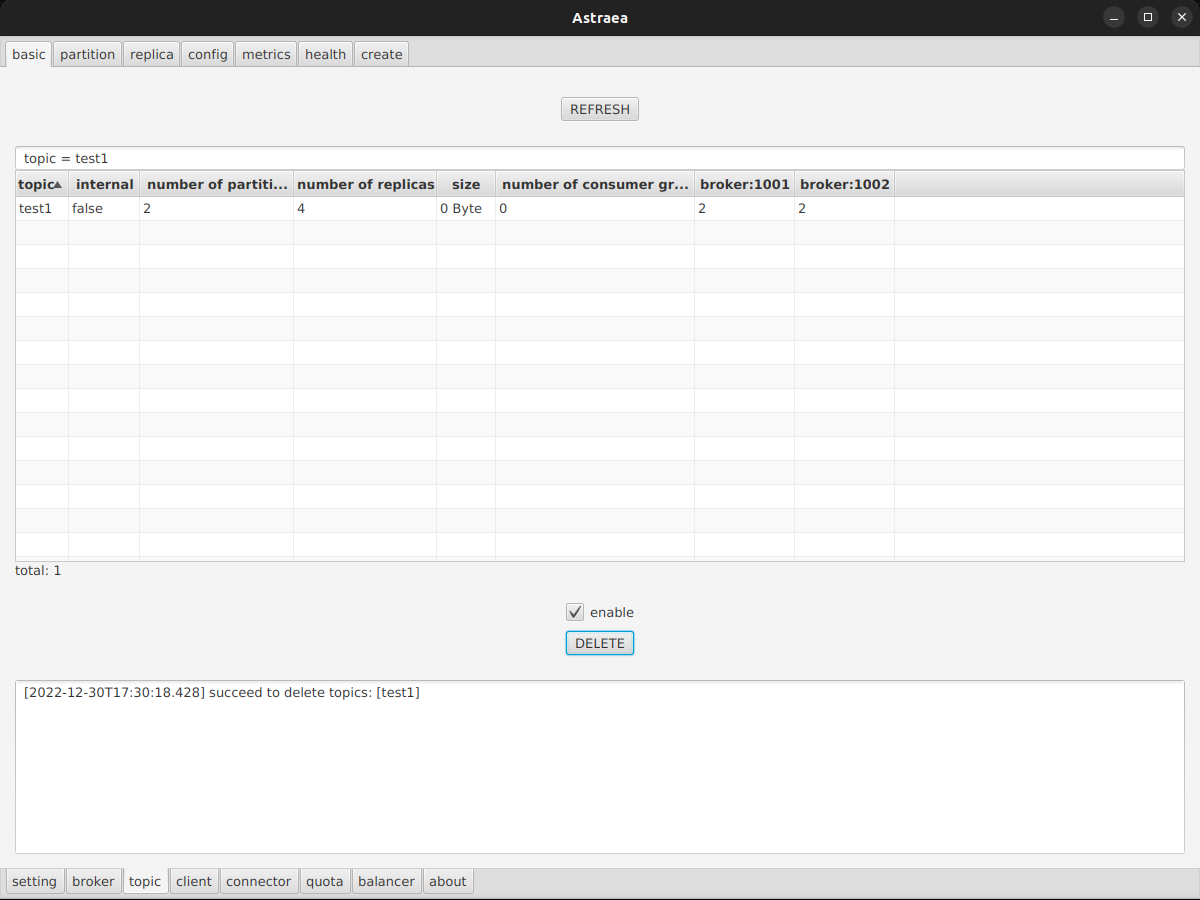 Astraea
basic partition replica config metrics health create
REFRESH
topic = test1
topic internal number of partiti... number of replicas size number of consumer gr... broker:1001 broker:1002
test1 false 2 4 0 Byte 0 2 2
total: 1
enable
DELETE
[2022-12-30T17:30:18.428] succeed to delete topics: [test1]
setting broker topic client connector quota balancer about